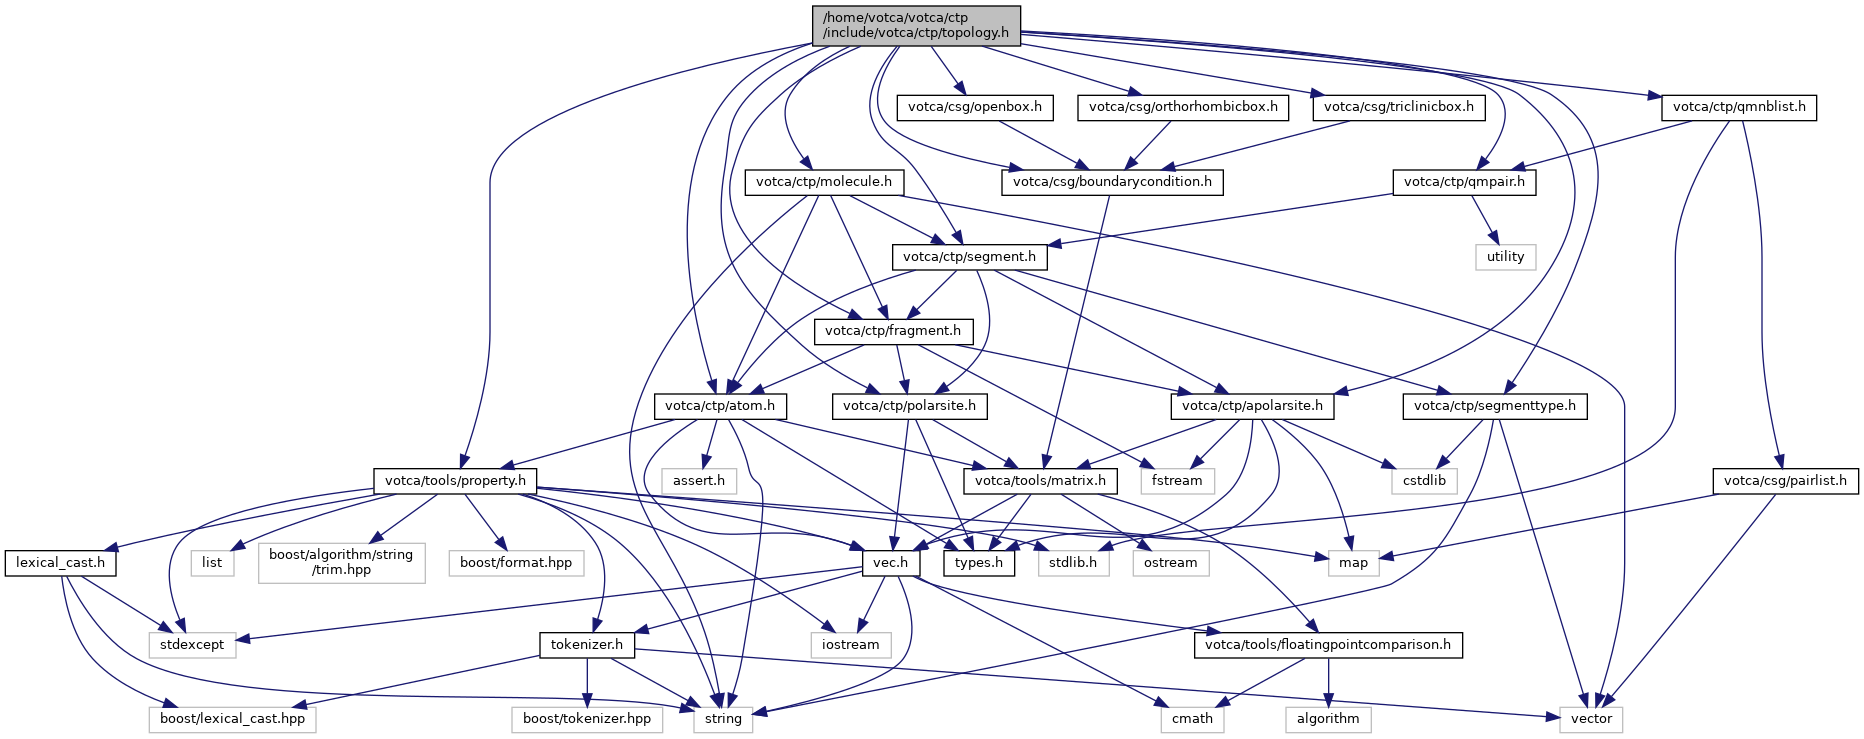 /home/votca/votca/ctp
/include/votca/ctp/topology.h
votca/csg/openbox.h
votca/csg/orthorhombicbox.h
votca/csg/triclinicbox.h
votca/ctp/qmnblist.h
votca/ctp/molecule.h
votca/csg/boundarycondition.h
votca/ctp/qmpair.h
votca/ctp/segment.h
utility
votca/ctp/fragment.h
votca/ctp/atom.h
votca/ctp/polarsite.h
votca/ctp/apolarsite.h
votca/ctp/segmenttype.h
votca/tools/property.h
assert.h
votca/tools/matrix.h
fstream
cstdlib
votca/csg/pairlist.h
lexical_cast.h
list
boost/algorithm/string
/trim.hpp
boost/format.hpp
vec.h
types.h
stdlib.h
ostream
map
stdexcept
tokenizer.h
iostream
votca/tools/floatingpointcomparison.h
boost/lexical_cast.hpp
boost/tokenizer.hpp
string
cmath
algorithm
vector